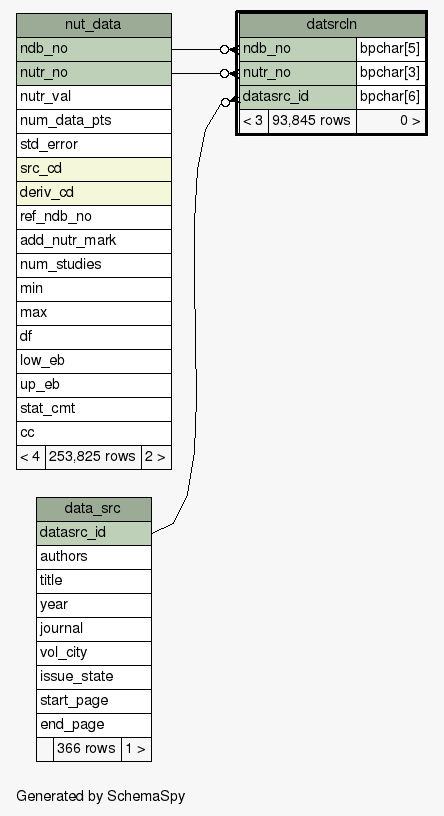 nut_data
ndb_no
nutr_no
nutr_val
num_data_pts
std_error
src_cd
deriv_cd
ref_ndb_no
add_nutr_mark
num_studies
min
max
df
low_eb
up_eb
stat_cmt
cc
< 4 253,825 rows 2 >
datsrcln
ndb_no bpchar[5]
nutr_no bpchar[3]
datasrc_id bpchar[6]
< 3 93,845 rows 0 >
data_src
datasrc_id
authors
title
year
journal
vol_city
issue_state
start_page
end_page
366 rows 1 >
Generated by SchemaSpy